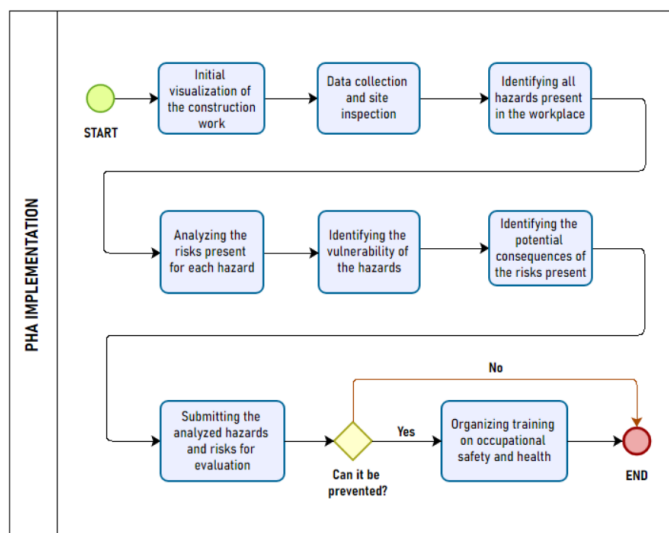 PHA IMPLEMENTATION
START
Initial
visualization of
the construction
work
Data collection
and site
inspection
Identifying all
hazards present
in the workplace
Analyzing the
risks present
for each hazard
Identifying the
vulnerability of
the hazards
Identifying the
potential
consequences of
the risks present
Submitting the
analyzed hazards
and risks for
evaluation
Can it be
prevented?
No
Yes
Organizing training
on occupational
safety and health
END